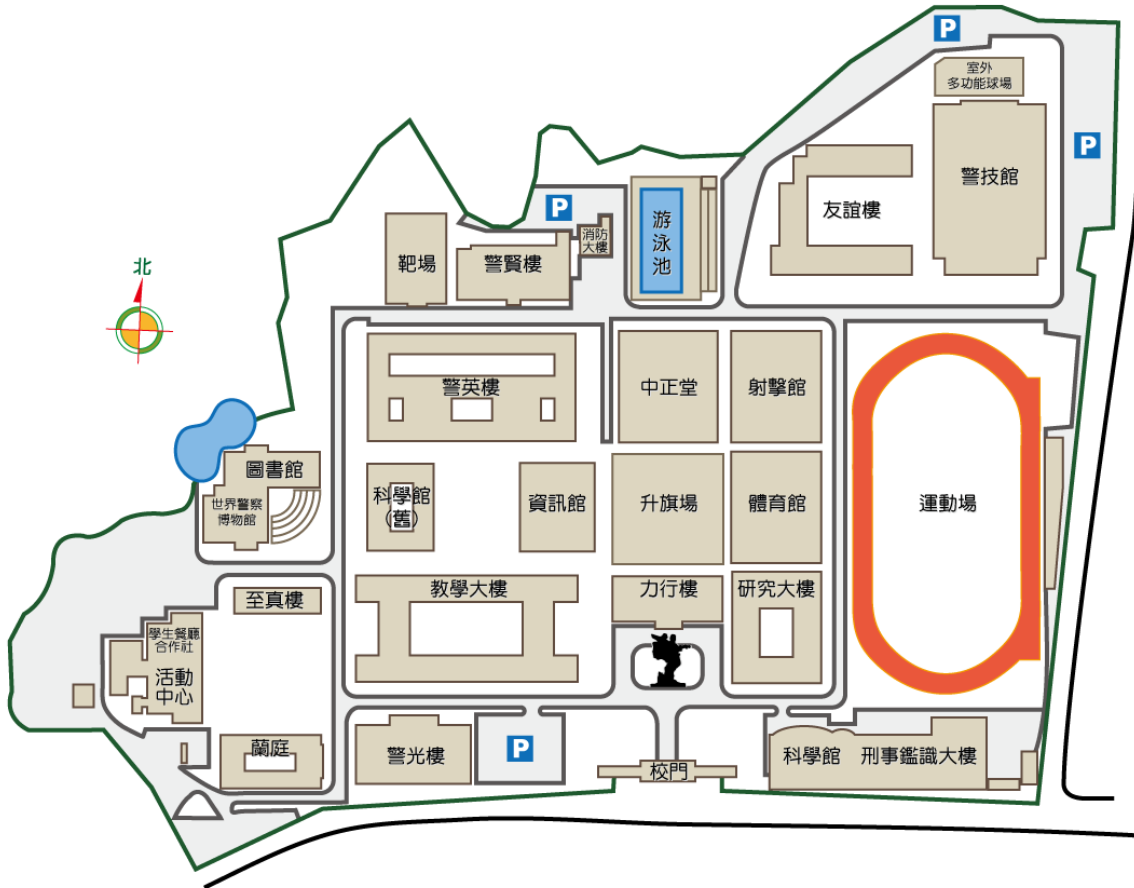 P
室外
多功能球場
P
警技館
友誼樓
P
游泳池
消防
大樓
靶場
警賢樓
北
警英樓
中正堂
射擊館
圖書館
世界警察
博物館
科學館
(舊)
資訊館
升旗場
體育館
運動場
至真樓
教學大樓
力行樓
研究大樓
學生餐廳
合作社
活動
中心
蘭庭
警光樓
P
校門
科學館
刑事鑑識大樓